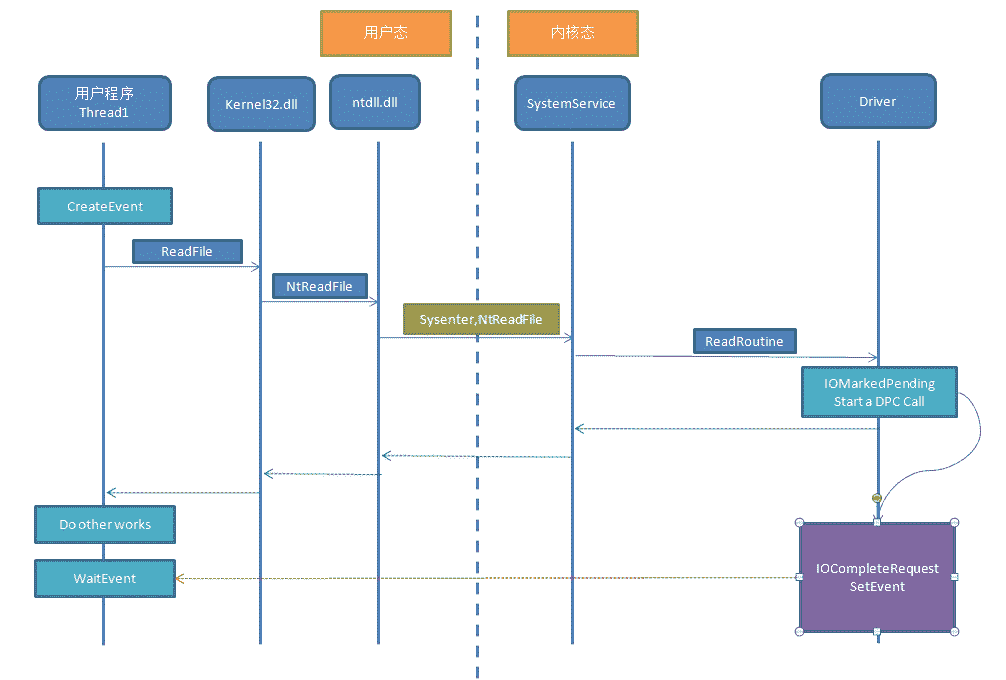 用户态
内核态
用户程序
Thread1
Kernel32.dll
ntdll.dll
SystemService
Driver
CreateEvent
ReadFile
NtReadFile
Sysenter,NtReadFile
ReadRoutine
IOMarkedPending
Start a DPC Call
Do other works
WaitEvent
IOCompleteRequest
SetEvent